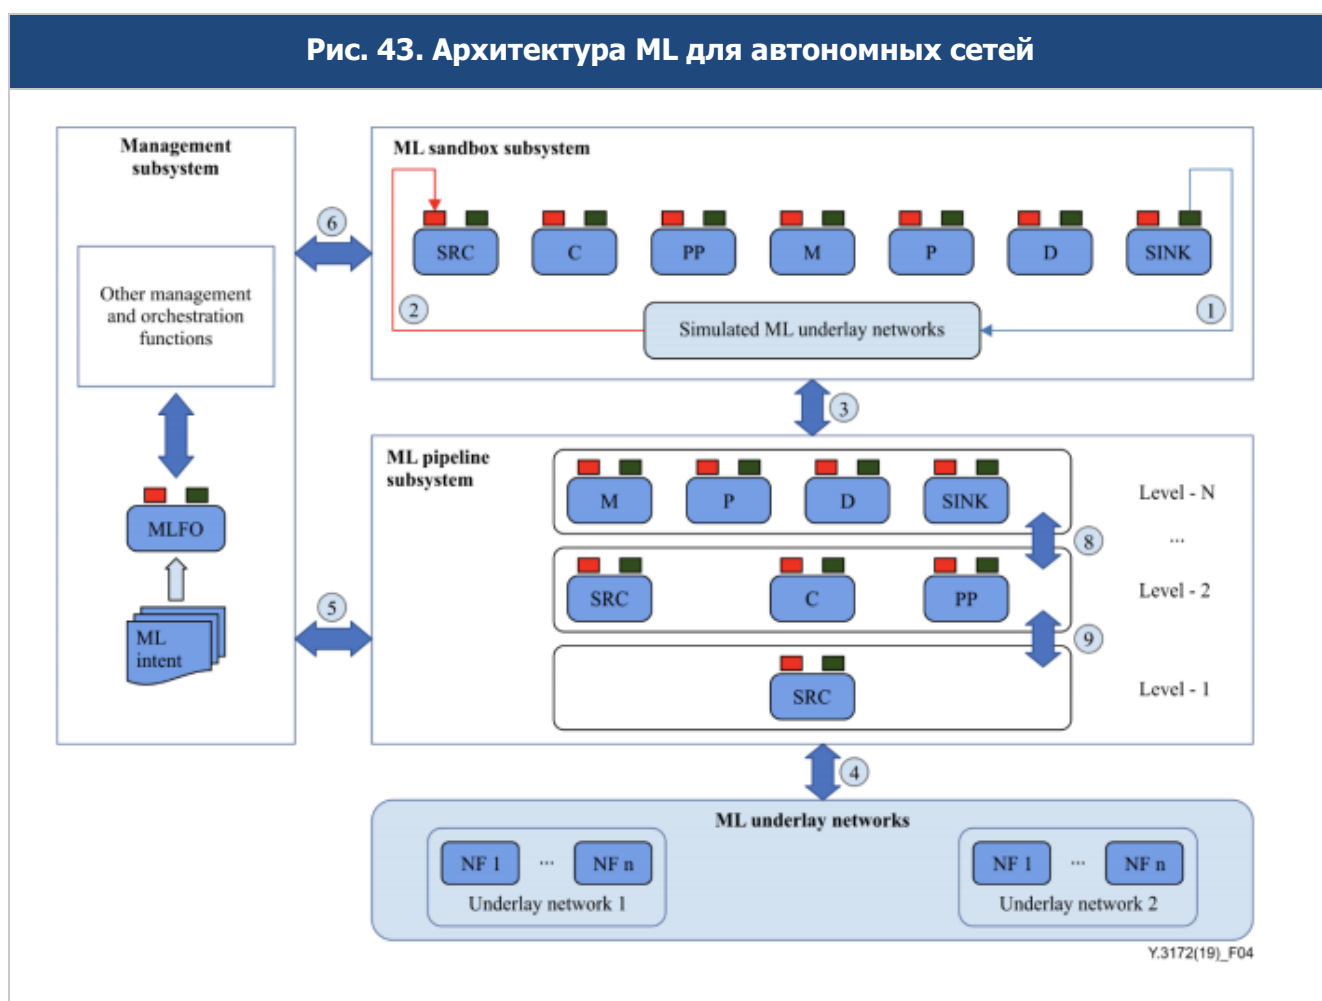 Рис. 43. Архитектура ML для автономных сетей
Management
subsystem
Other management
and orchestration
functions
MLFO
ML
intent
6
5
ML sandbox subsystem
SRC C PP M P D SINK
2
Simulated ML underlay networks
1
3
ML pipeline
subsystem
M P D SINK
Level - N
8
...
SRC C PP
Level - 2
9
SRC
Level - 1
4
ML underlay networks
NF 1 ... NF n
Underlay network 1
NF 1 ... NF n
Underlay network 2
Y.3172(19)_F04